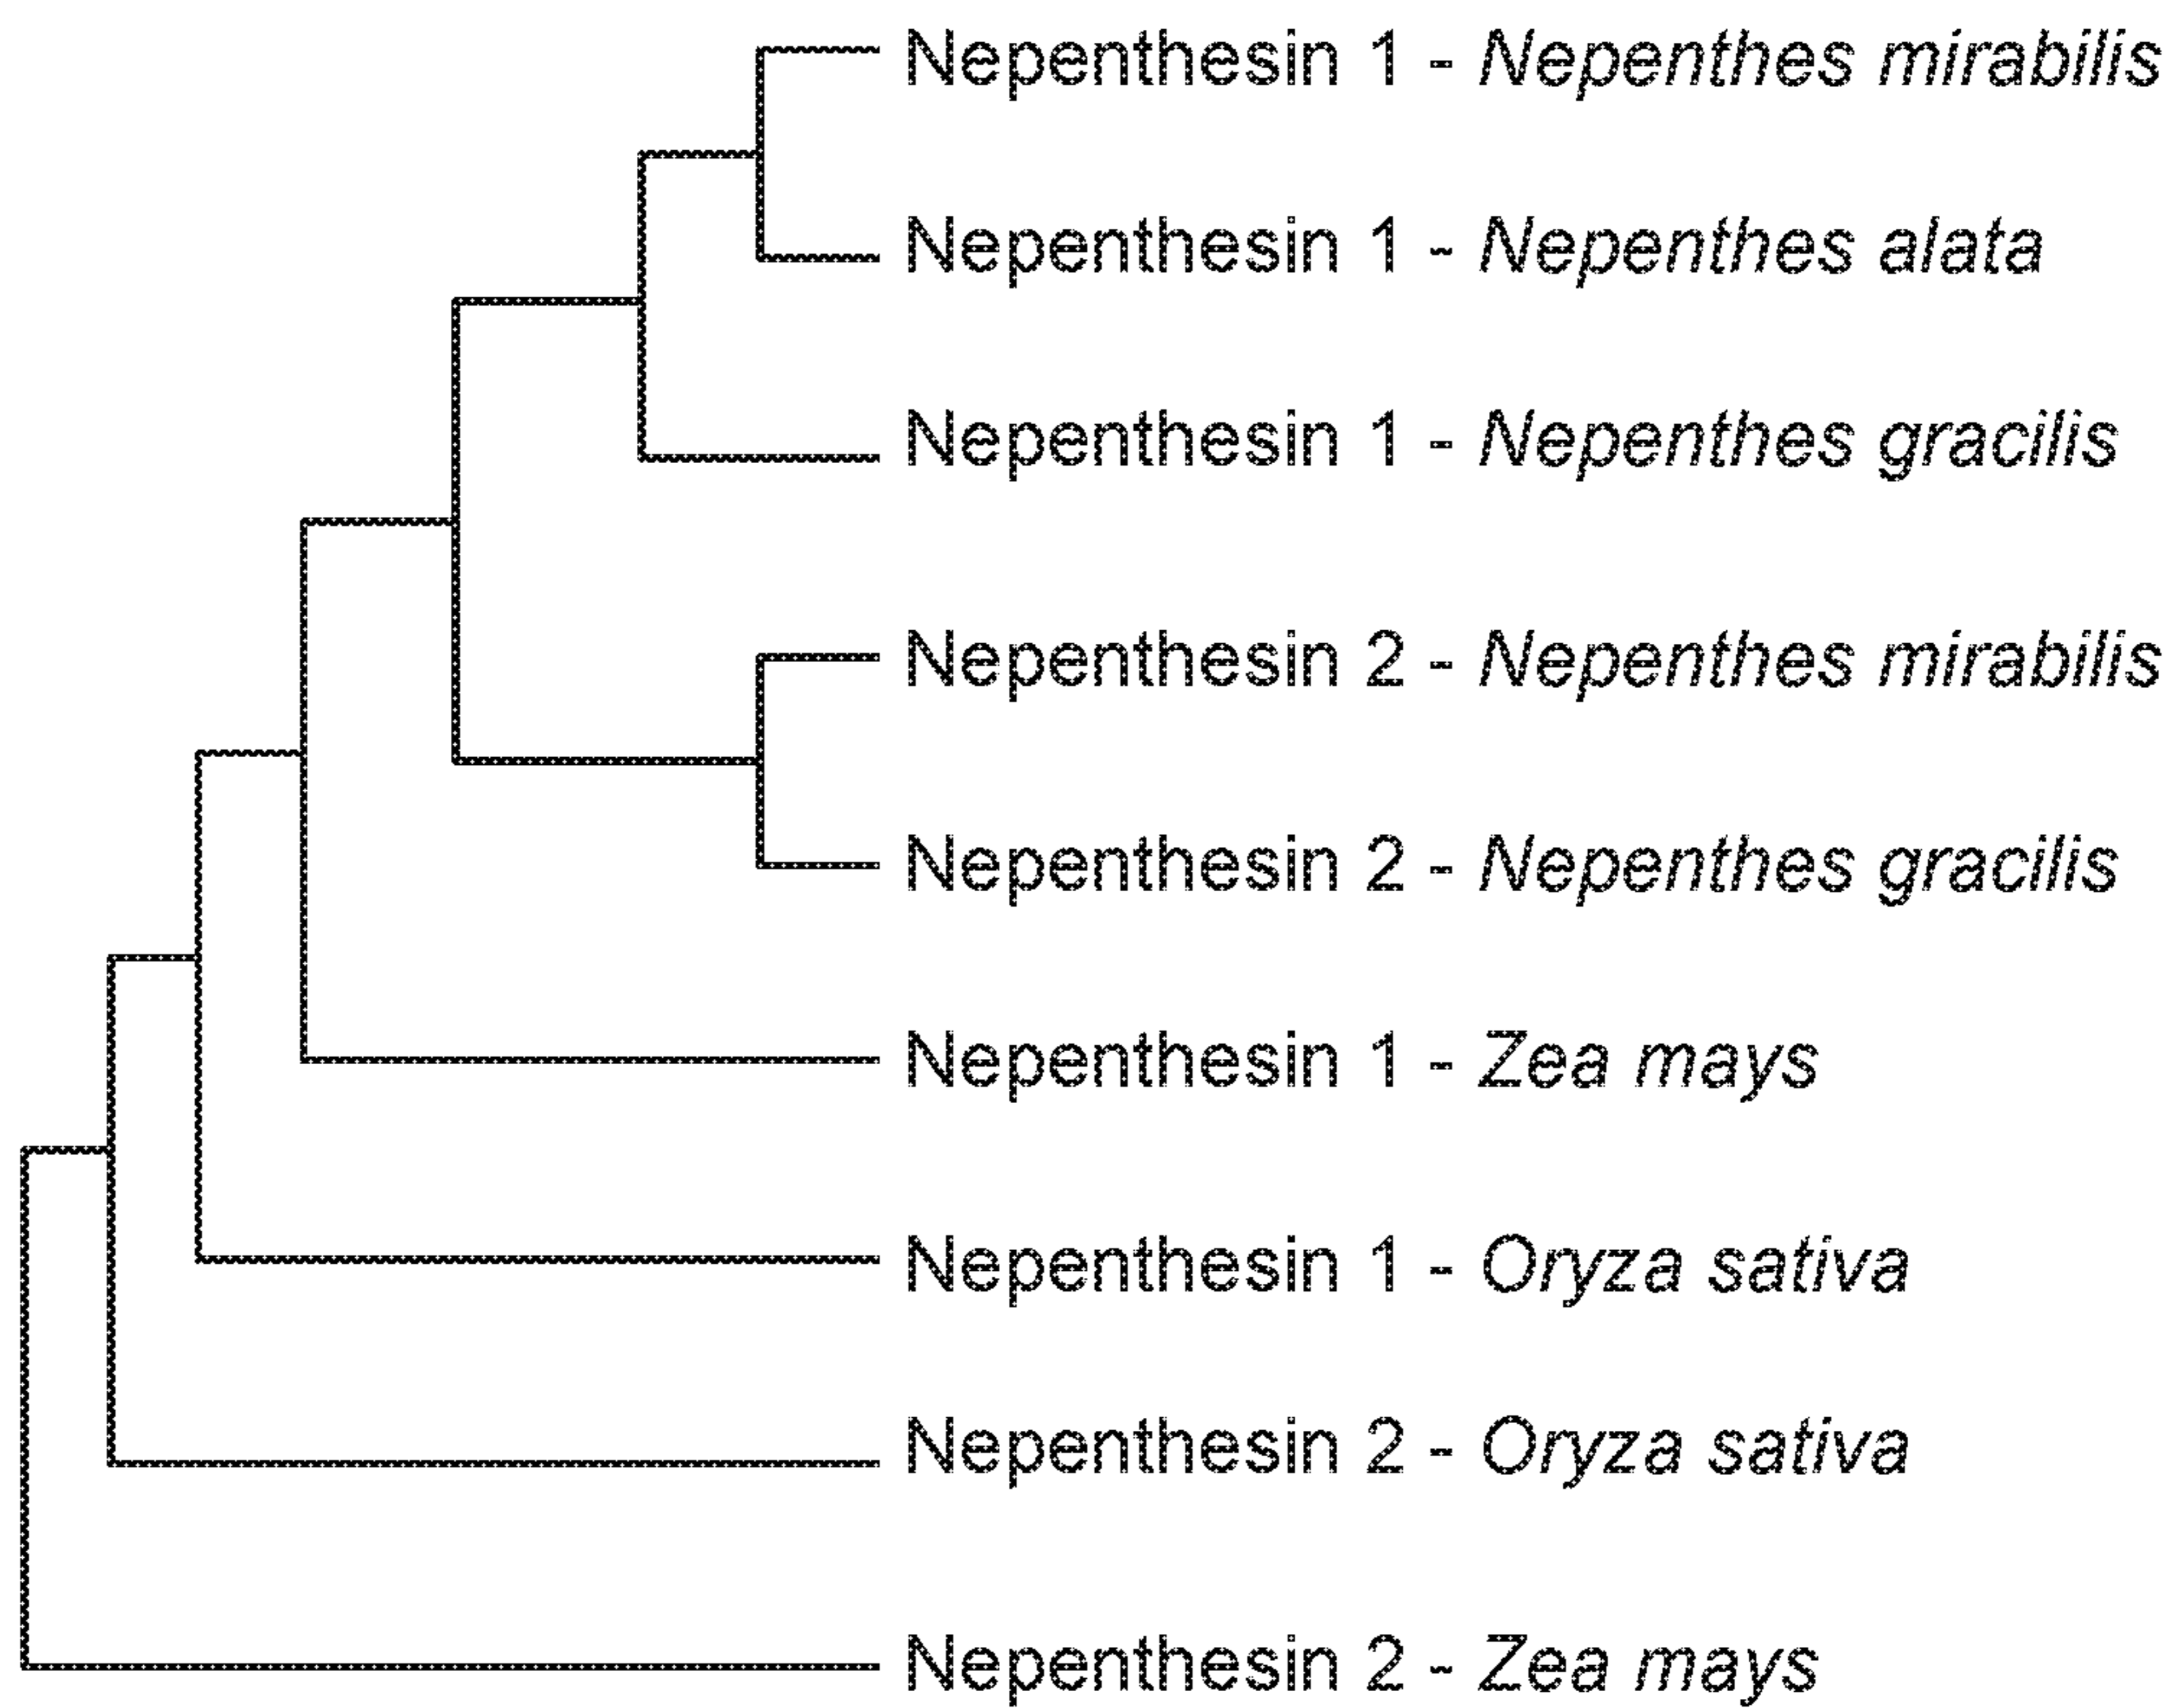 Nepenthesin 1 - Nepenthes mirabilis
Nepenthesin 1 - Nepenthes alata
Nepenthesin 1 - Nepenthes gracilis
Nepenthesin 2 - Nepenthes mirabilis
Nepenthesin 2 - Nepenthes gracilis
Nepenthesin 1 - Zea mays
Nepenthesin 1 - Oryza sativa
Nepenthesin 2 - Oryza sativa
Nepenthesin 2 - Zea mays